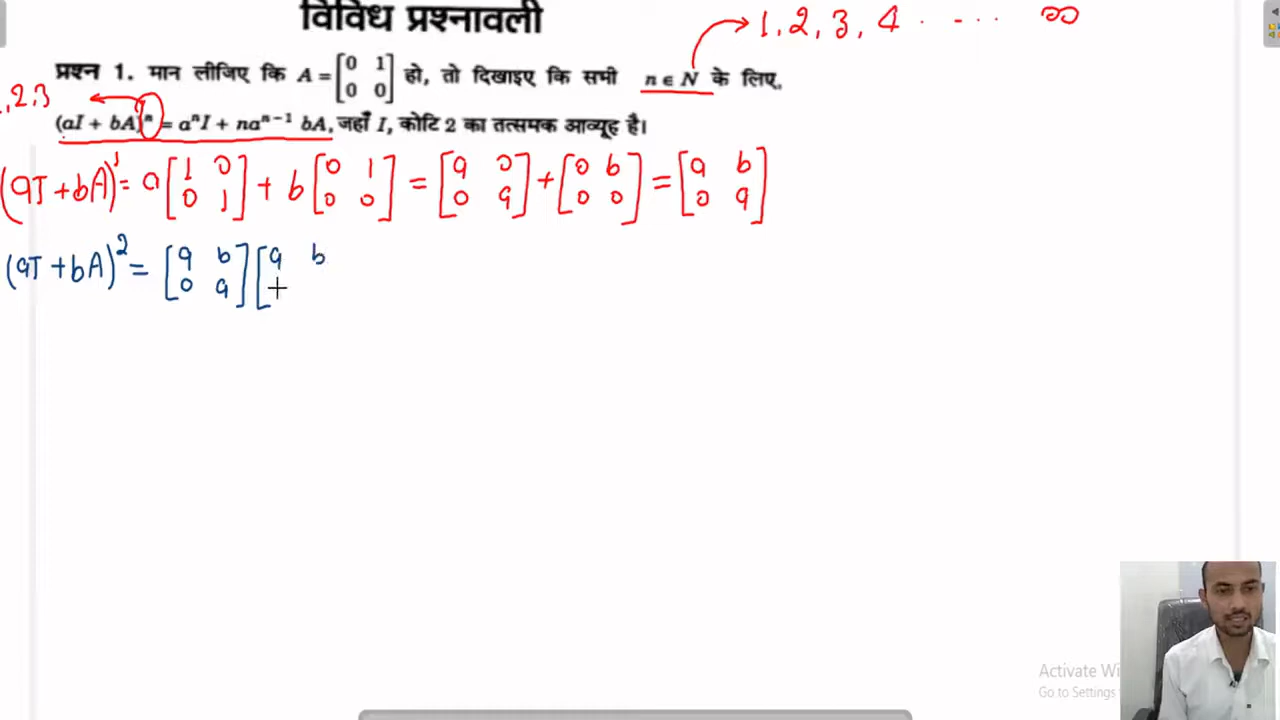 विविध प्रश्नावली
1, 2, 3, 4 . - . . . ∞
प्रश्न 1. मान लीजिए कि A = [0 1; 0 0] हो, तो दिखाइए कि सभी n ∈ N के लिए,
,2,3
(aI + bA)ⁿ = aⁿI + naⁿ⁻¹ bA, जहाँ I, कोटि 2 का तत्समक आव्यूह है।
(aI + bA)¹ = a [1 0; 0 1] + b [0 1; 0 0] = [a 0; 0 a] + [0 b; 0 0] = [a b; 0 a]
(aI + bA)² = [a b; 0 a] [a b
Activate Wi
Go to Settings